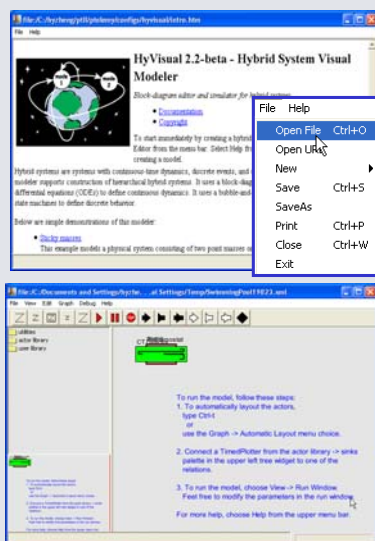 file:/C:/hyzheng/ptII/ptolemy/configs/hyvisual/intro.htm
File Help
HyVisual 2.2-beta - Hybrid System Visual
Modeler
Block-diagram editor and simulator for hybrid systems
• Documentation
• Copyright
To start immediately by creating a hybrid
Editor from the menu bar. Select Help fr
creating a model.
Hybrid systems are systems with continuous-time dynamics, discrete events, and
modeler supports construction of hierarchical hybrid systems. It uses a block-diag
differential equations (ODEs) to define continuous dynamics. It uses a bubble-and
state machines to define discrete behavior.
Below are simple demonstrations of this modeler:
• Sticky masses
This example models a physical system consisting of two point masses on
File Help
Open File Ctrl+O
Open URL
New
Save Ctrl+S
SaveAs
Print Ctrl+P
Close Ctrl+W
Exit
file:/C:/Documents and Settings/hyzhe. . .al Settings/Temp/
File View Edit Graph Debug Help
utilities
actor library
user library
CT
To run the model, follow these steps:
1. To automatically layout the actors,
type Ctrl-t
or
use the Graph -> Automatic Layout menu choice.
2. Connect a TimedPlotter from the actor library -> sinks
palette in the upper left tree widget to one of the
relations.
3. To run the model, choose View -> Run Window.
Feel free to modify the parameters in the run window.
For more help, choose Help from the upper menu bar.